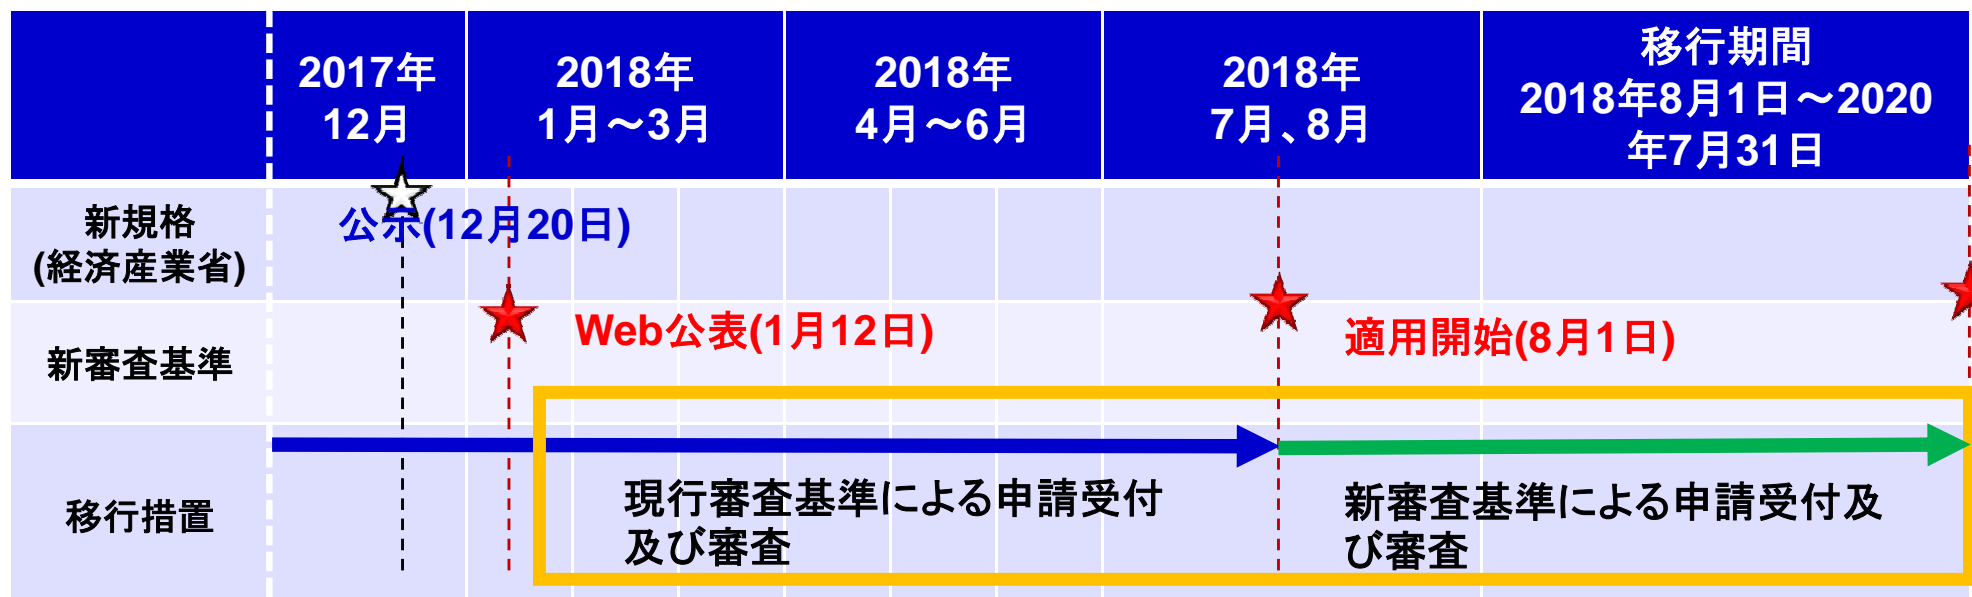 2017年
12月
2018年
1月～3月
2018年
4月～6月
2018年
7月、8月
移行期間
2018年8月1日～2020
年7月31日
新規格
(経済産業省)
公示(12月20日)
新審査基準
Web公表(1月12日)
適用開始(8月1日)
移行措置
現行審査基準による申請受付
及び審査
新審査基準による申請受付及
び審査